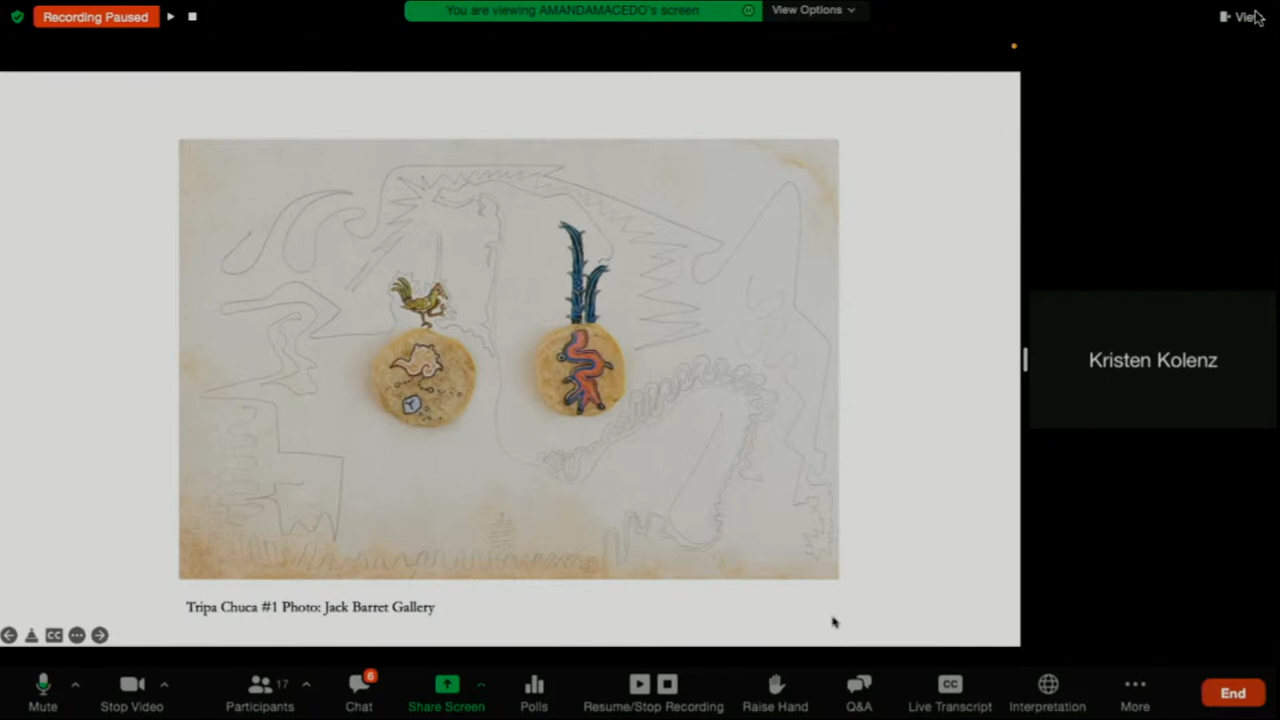 Recording Paused
You are viewing AMANDAMACEDO's screen
View Options
Tripa Chuca #1 Photo: Jack Barret Gallery
Kristen Kolenz
CC
Mute
Stop Video
17
Participants
6
Chat
Share Screen
Polls
Resume/Stop Recording
Raise Hand
Q&A
CC
Live Transcript
Interpretation
More
End